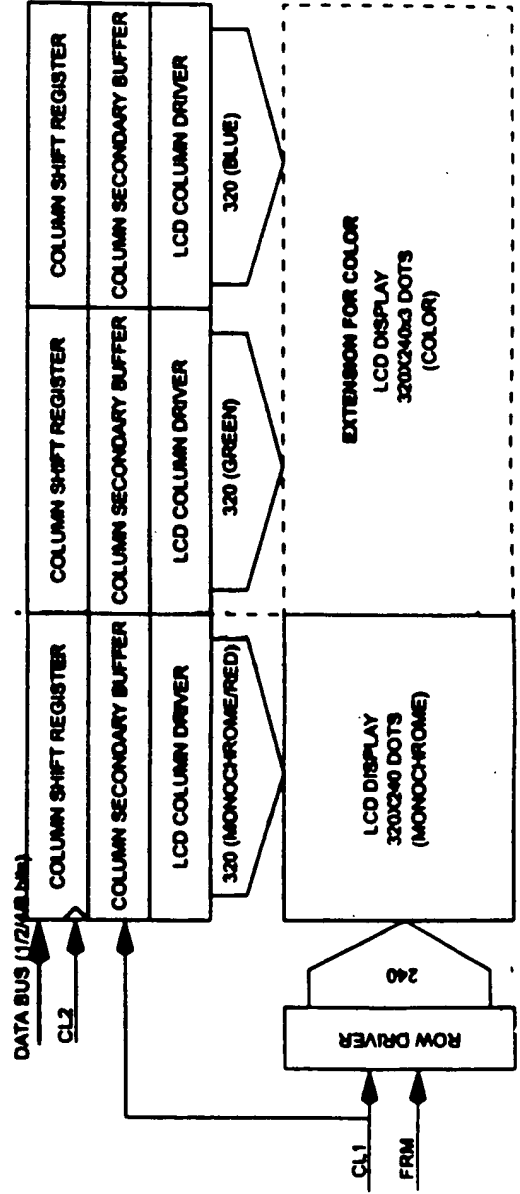 DATA BUS (1/2/4/8 bits)
CL2
COLUMN SHIFT REGISTER
COLUMN SHIFT REGISTER
COLUMN SHIFT REGISTER
COLUMN SECONDARY BUFFER
COLUMN SECONDARY BUFFER
COLUMN SECONDARY BUFFER
LCD COLUMN DRIVER
LCD COLUMN DRIVER
LCD COLUMN DRIVER
320 (MONOCHROME/RED)
320 (GREEN)
320 (BLUE)
CL1
FRM
ROW DRIVER
240
LCD DISPLAY
320X240 DOTS
(MONOCHROME)
EXTENSION FOR COLOR
LCD DISPLAY
320X240x3 DOTS
(COLOR)